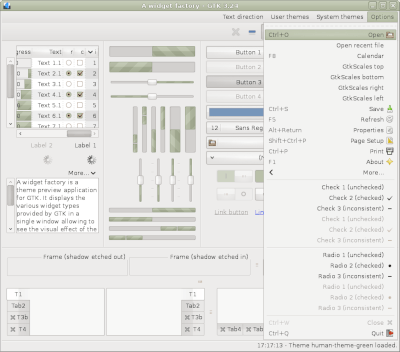 A widget factory - GTK 3.24
Text direction User themes System themes Options
Text r c
Text 1.1 1
Text 2.1 2
Text 3.1 3
Text 4.1 4
Text 5.1 5
Text 6.1 6
Text 7.1 7
Label 2 Label 1
More...
A widget factory is a
theme preview application
for GTK. It displays the
various widget types
provided by GTK in a
single window allowing to
see the visual effect of the
Button 1
Button 2
Button 3
12 Sans Reg
Link button
Ctrl+O Open
Open recent file
F8 Calendar
GtkScales top
GtkScales bottom
GtkScales right
GtkScales left
Ctrl+S Save
F5 Refresh
Alt+Return Properties
Shift+Ctrl+P Page Setup
Ctrl+P Print
F1 About
More...
Check 1 (unchecked)
Check 2 (checked)
Check 3 (inconsistent)
Check 1 (unchecked)
Check 2 (checked)
Check 3 (inconsistent)
Radio 1 (unchecked)
Radio 2 (checked)
Radio 3 (inconsistent)
Radio 1 (unchecked)
Radio 2 (checked)
Radio 3 (inconsistent)
Ctrl+W Close
Ctrl+Q Quit
Frame (shadow etched out) Frame (shadow etched in)
T1
Tab2
T3b
T4
T1
Tab2
T3b
T4
Tab4 Tab
17:17:13 - Theme human-theme-green loaded.